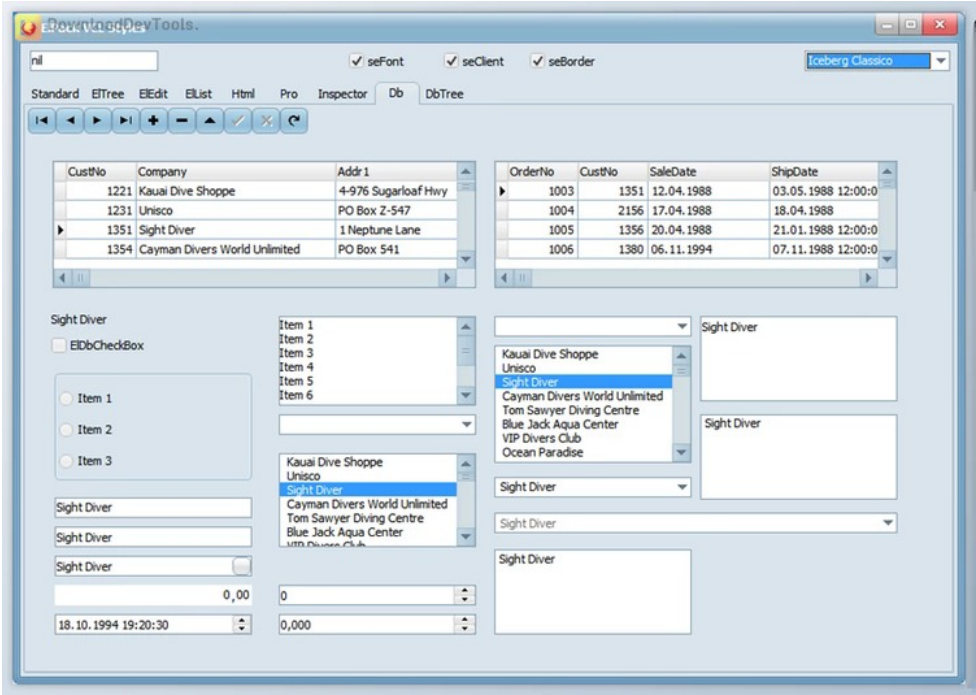 DownloadDevTools.
nil
seFont seClient seBorder Iceberg Classico
Standard ElTree ElEdit ElList Html Pro Inspector Db DbTree
CustNo Company Addr1
1221 Kauai Dive Shoppe 4-976 Sugarloaf Hwy
1231 Unisco PO Box Z-547
1351 Sight Diver 1 Neptune Lane
1354 Cayman Divers World Unlimited PO Box 541
OrderNo CustNo SaleDate ShipDate
1003 1351 12.04.1988 03.05.1988 12:00:0
1004 2156 17.04.1988 18.04.1988
1005 1356 20.04.1988 21.01.1988 12:00:0
1006 1380 06.11.1994 07.11.1988 12:00:0
Sight Diver
ElDbCheckBox
Item 1
Item 2
Item 3
Sight Diver
Sight Diver
Sight Diver
0,00
18.10.1994 19:20:30
Item 1
Item 2
Item 3
Item 4
Item 5
Item 6
Kauai Dive Shoppe
Unisco
Sight Diver
Cayman Divers World Unlimited
Tom Sawyer Diving Centre
Blue Jack Aqua Center
VIP Divers Club
0
0,000
Kauai Dive Shoppe
Unisco
Sight Diver
Cayman Divers World Unlimited
Tom Sawyer Diving Centre
Blue Jack Aqua Center
VIP Divers Club
Ocean Paradise
Sight Diver
Sight Diver
Sight Diver
Sight Diver
Sight Diver